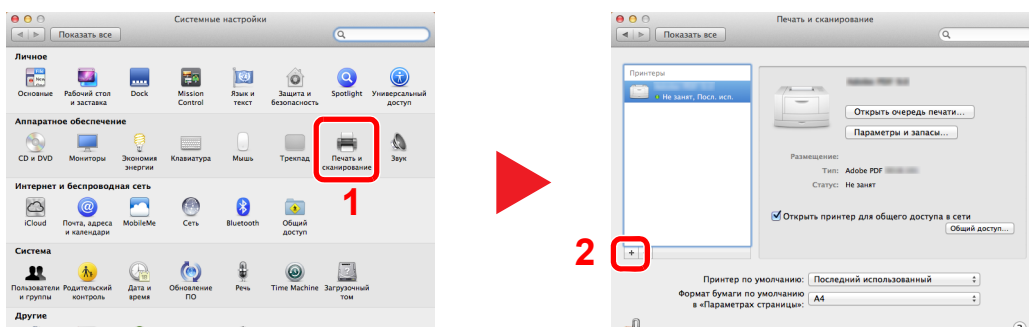 Системные настройки
Показать все
Личное
Основные
Рабочий стол
и заставка
Dock
Mission
Control
Язык и
текст
Защита и
безопасность
Spotlight
Универсальный
доступ
Аппаратное обеспечение
CD и DVD
Мониторы
Экономия
энергии
Клавиатура
Мышь
Трекпад
Печать и
сканирование
Звук
1
Интернет и беспроводная сеть
iCloud
Почта, адреса
и календари
MobileMe
Сеть
Bluetooth
Общий
доступ
Система
Пользователи
и группы
Родительский
контроль
Дата и
время
Обновление
ПО
Речь
Time Machine
Загрузочный
том
Другие
Печать и сканирование
Показать все
Принтеры
Не занят, Посл. исп.
Открыть очередь печати...
Параметры и запасы...
Размещение:
Тип: Adobe PDF
Статус: Не занят
Открыть принтер для общего доступа в сети
Общий доступ...
2
+
Принтер по умолчанию: Последний использованный
Формат бумаги по умолчанию
в «Параметрах страницы»: A4
?